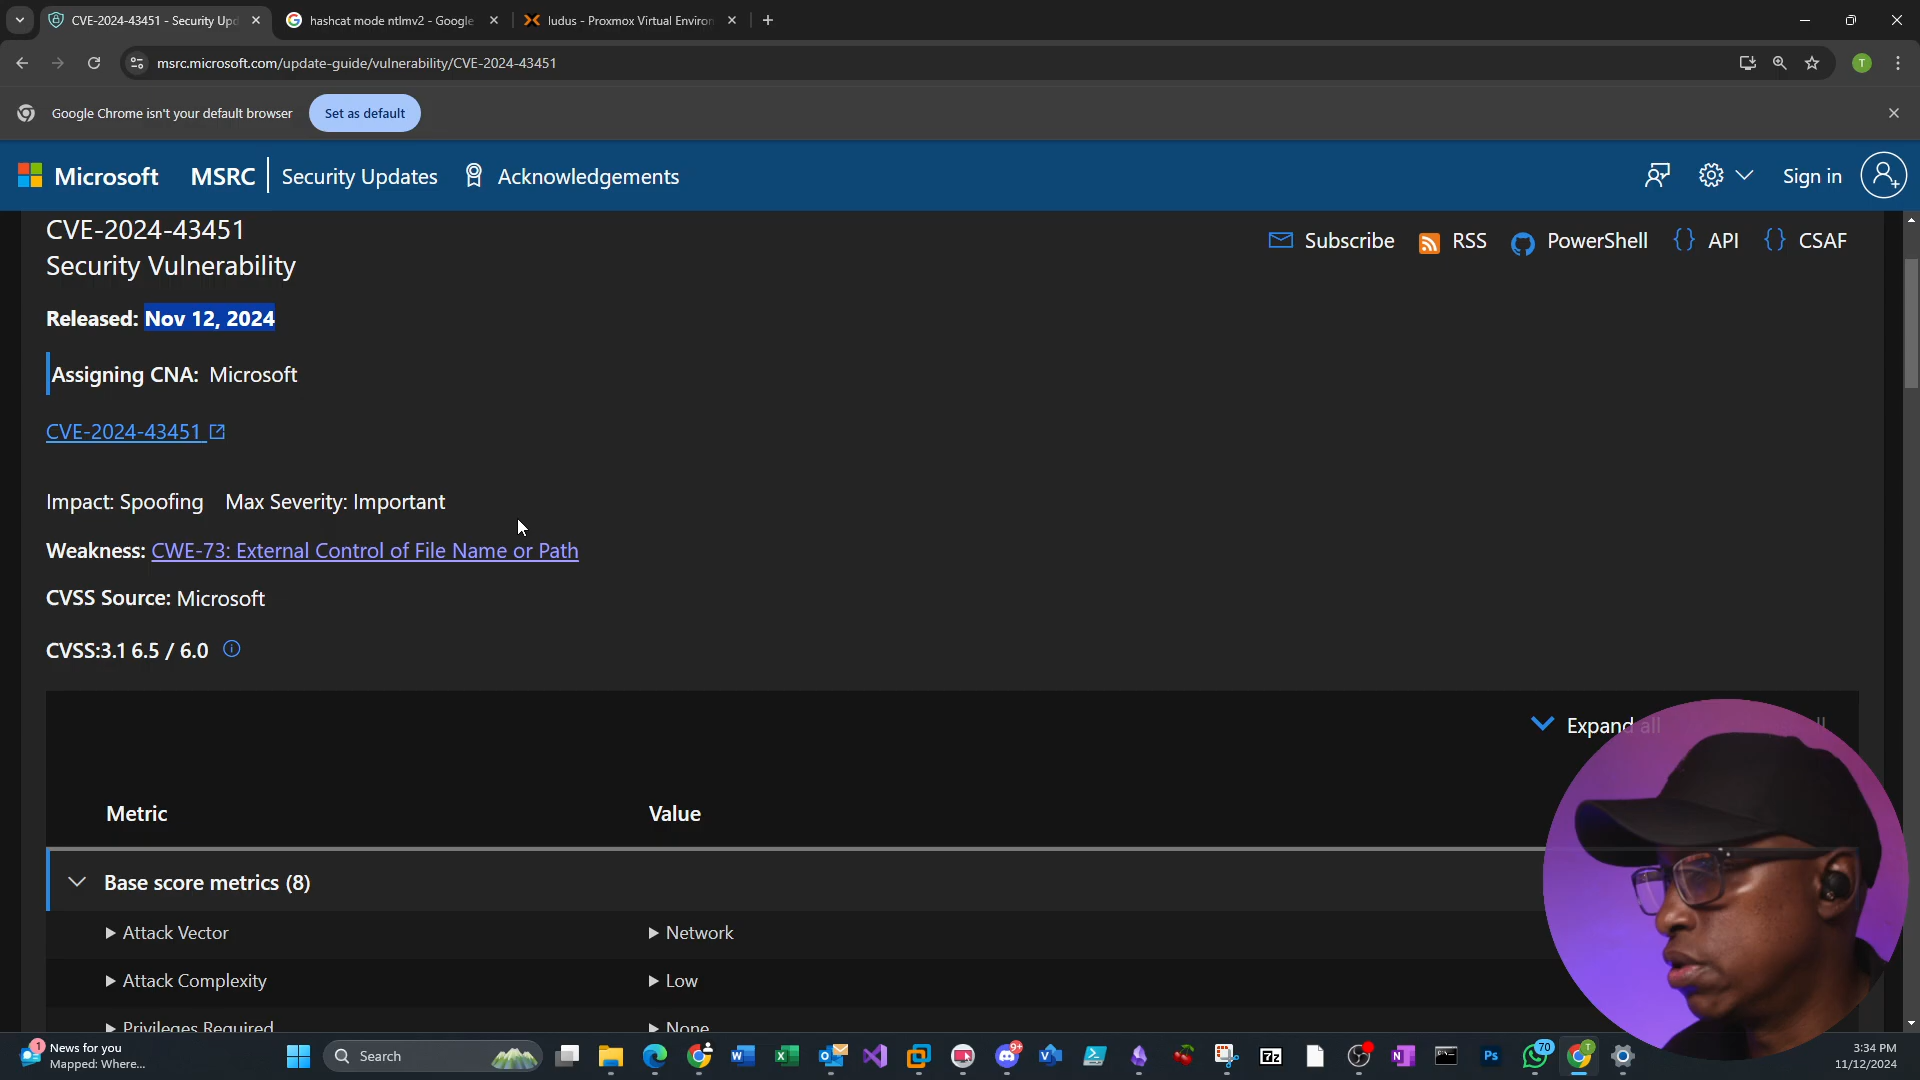 CVE-2024-43451 - Security Upd
hashcat mode ntlmv2 - Google
ludus - Proxmox Virtual Environ
msrc.microsoft.com/update-guide/vulnerability/CVE-2024-43451
T
Google Chrome isn't your default browser
Set as default
Microsoft
MSRC
Security Updates
Acknowledgements
Sign in
CVE-2024-43451
Security Vulnerability
Subscribe
RSS
PowerShell
{} API
{} CSAF
Released: Nov 12, 2024
Assigning CNA: Microsoft
CVE-2024-43451
Impact: Spoofing Max Severity: Important
Weakness: CWE-73: External Control of File Name or Path
CVSS Source: Microsoft
CVSS:3.1 6.5 / 6.0
Expand all
Metric
Value
Base score metrics (8)
Attack Vector
Network
Attack Complexity
Low
Privileges Required
None
1
News for you
Mapped: Where...
Search
9+
7z
Ps
70
T
3:34 PM
11/12/2024